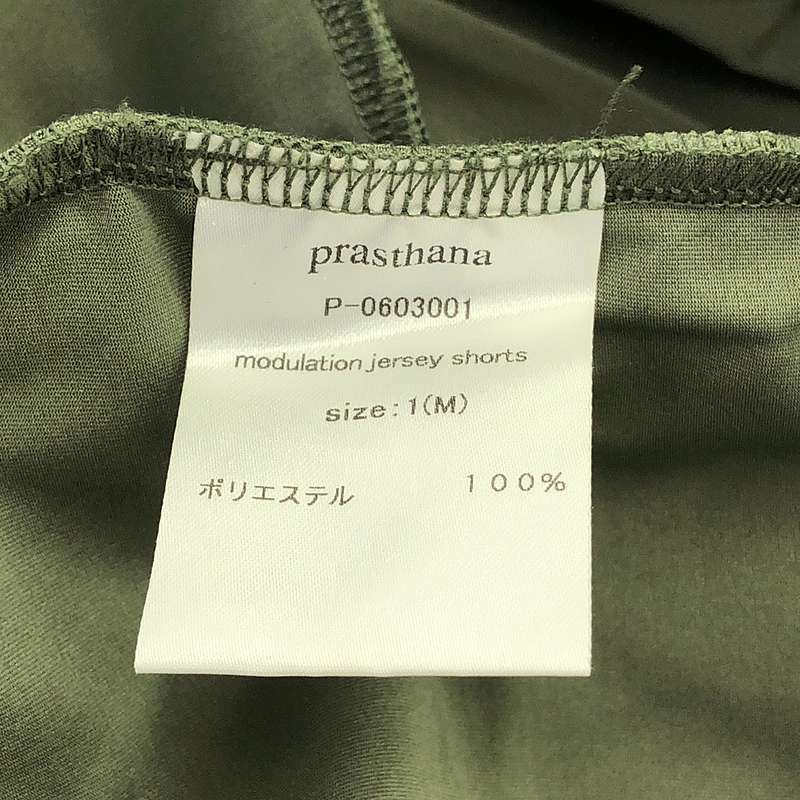 prasthana
P-0603001
modulation jersey shorts
size:1(M)
ポリエステル 100%